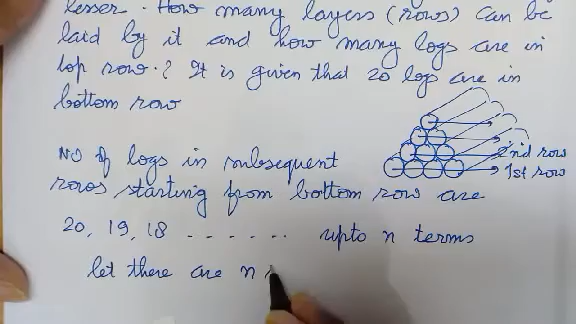 lesser. How many layers (rows) can be
laid by it and how many logs are in
top row.? It is given that 20 logs are in
bottom row
2nd row
1st row
NO of logs in subsequent
rows starting from bottom row are
20, 19, 18 - - - - - - - upto n terms
let there are n